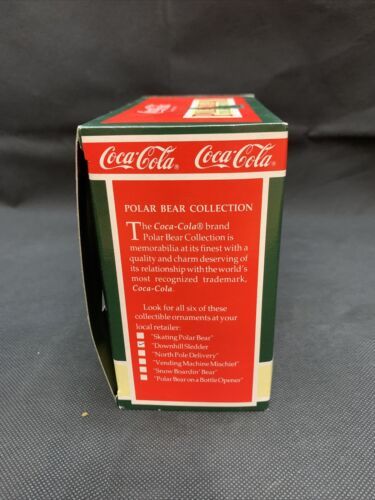 Coca-Cola® Coca-Cola®
POLAR BEAR COLLECTION
The Coca-Cola® brand
Polar Bear Collection is
memorabilia at its finest with a
quality and charm deserving of
its relationship with the world's
most recognized trademark,
Coca-Cola.
Look for all six of these
collectible ornaments at your
local retailer:
"Skating Polar Bear"
"Downhill Sledder
"North Pole Delivery"
"Vending Machine Mischief"
"Snow Boardin' Bear"
"Polar Bear on a Bottle Opener"